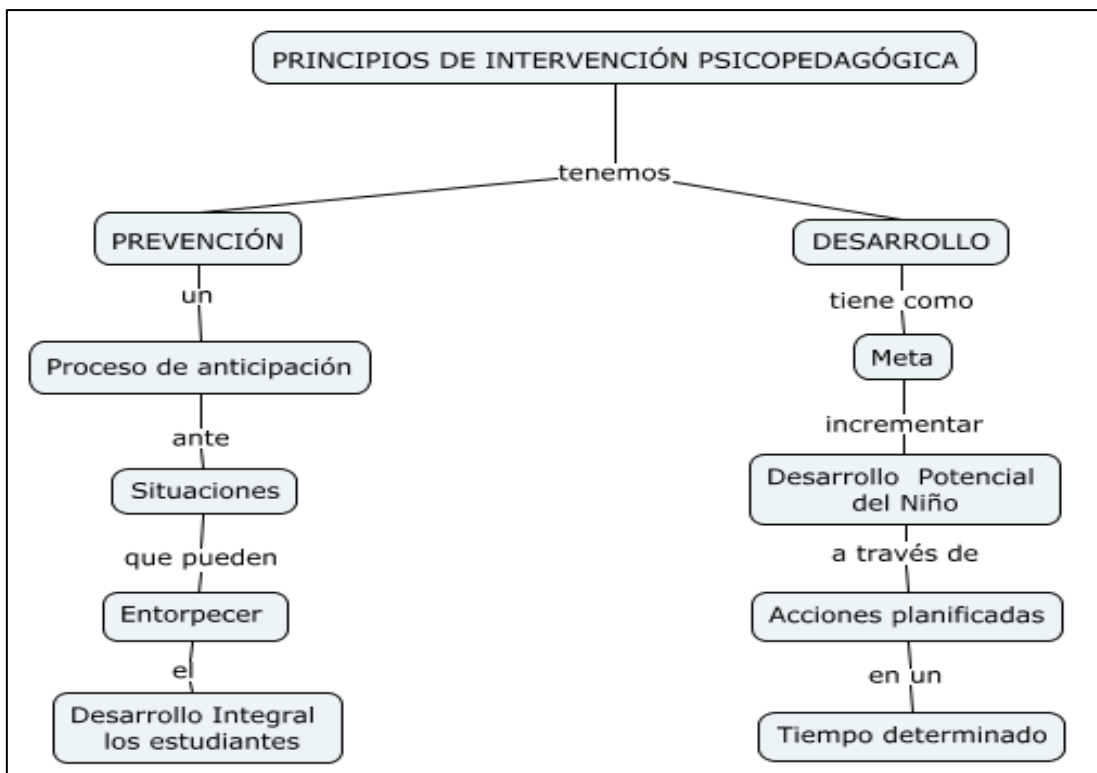 PRINCIPIOS DE INTERVENCIÓN PSICOPEDAGÓGICA
tenemos
PREVENCIÓN
un
Proceso de anticipación
ante
Situaciones
que pueden
Entorpecer
el
Desarrollo Integral
los estudiantes
DESARROLLO
tiene como
Meta
incrementar
Desarrollo Potencial
del Niño
a través de
Acciones planificadas
en un
Tiempo determinado